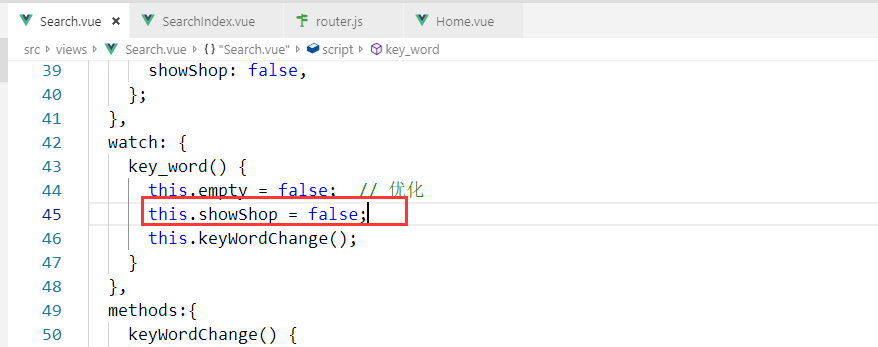 Search.vue × SearchIndex.vue router.js Home.vue
src > views > Search.vue > {} "Search.vue" > script > key_word
39 showShop: false,
40 };
41 },
42 watch: {
43 key_word() {
44 this.empty = false; // 优化
45 this.showShop = false;
46 this.keyWordChange();
47 }
48 },
49 methods:{
50 keyWordChange() {